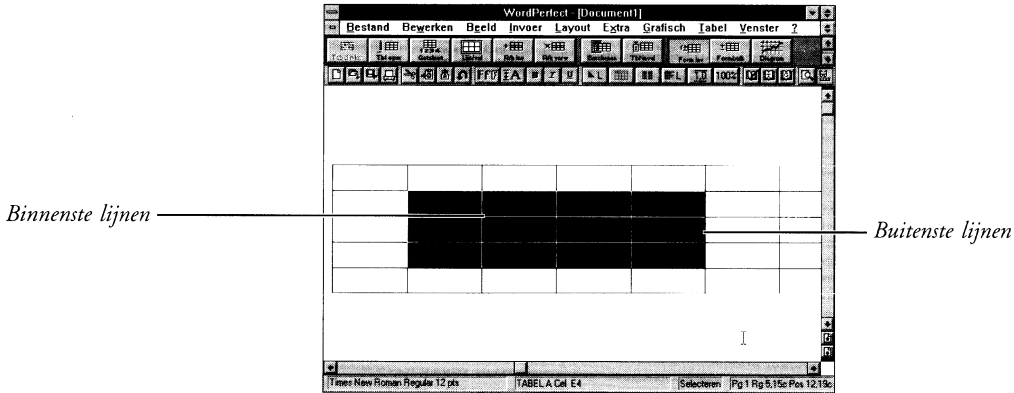 WordPerfect - [Document1]
Bestand Bewerken Beeld Invoer Layout Extra Grafisch Tabel Venster ?
100%
Binnenste lijnen
Buitenste lijnen
Times New Roman Regular 12 pts TABEL A Cel E4 Selecteren Pg 1 Rg 5,15c Pos 12,19c